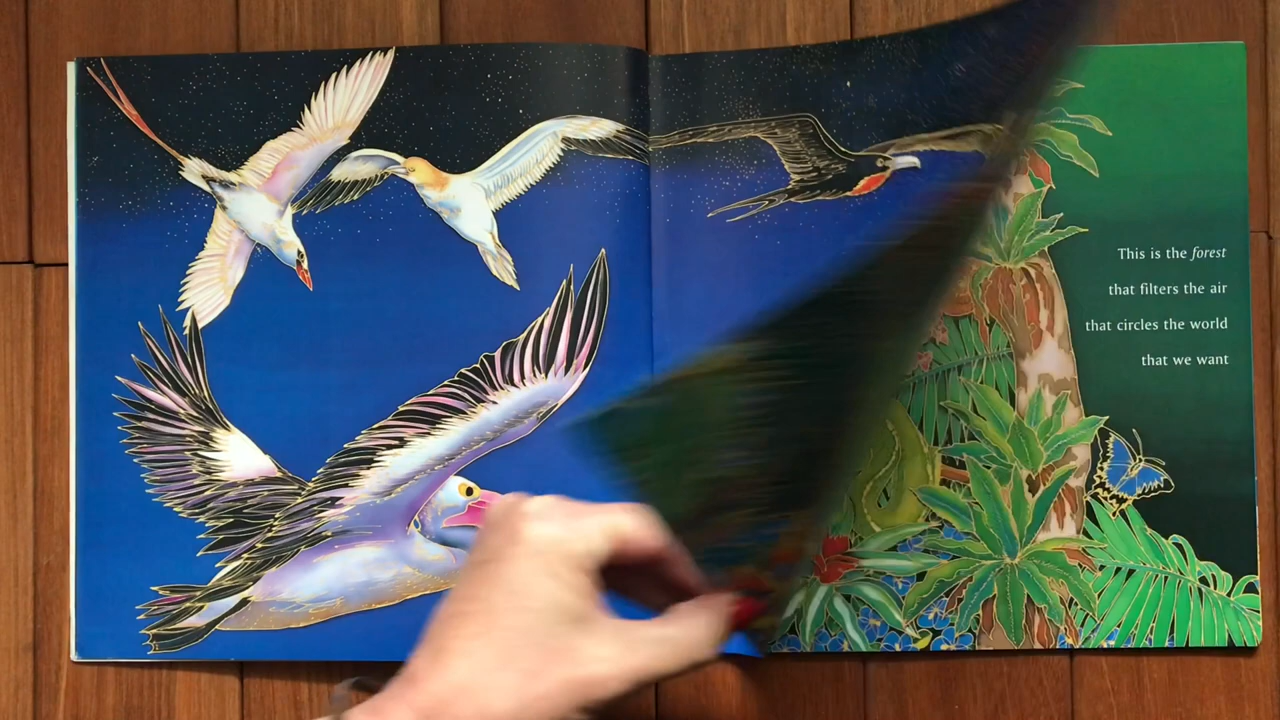 This is the forest
that filters the air
that circles the world
that we want